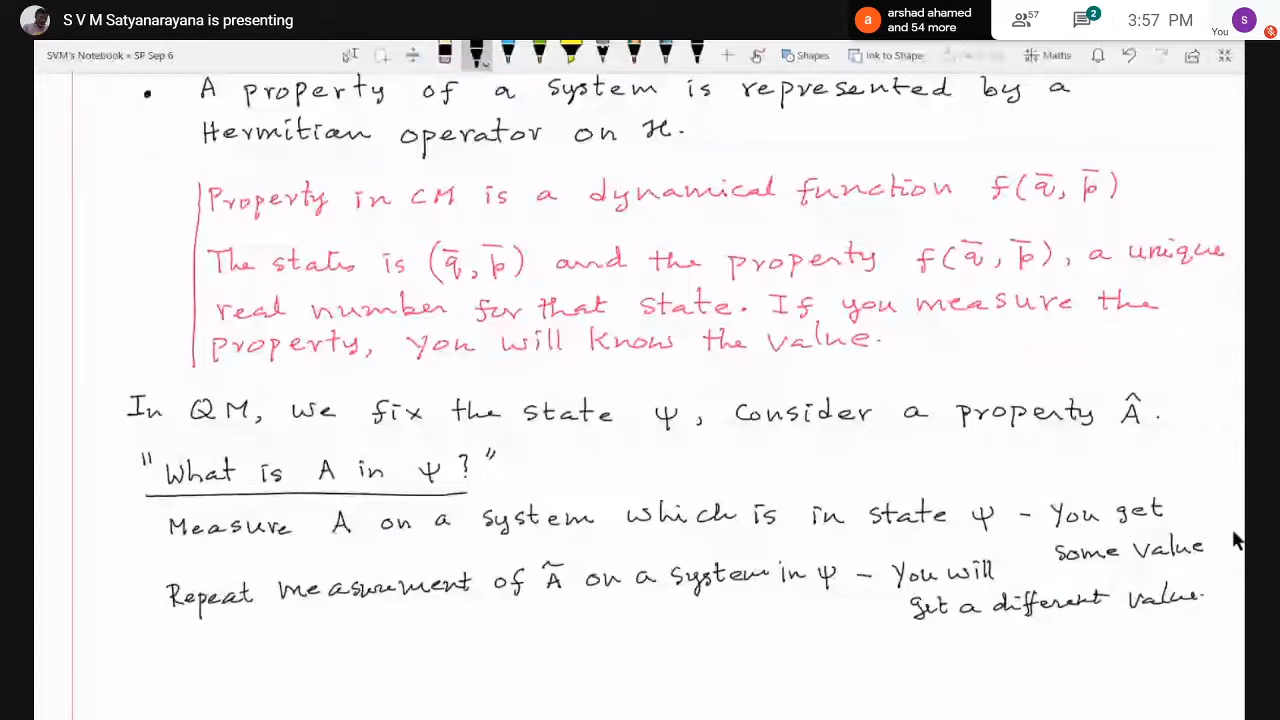 S V M Satyanarayana is presenting
a
arshad ahamed
and 54 more
57
2
3:57 PM
You
s
SVM's Notebook • SP Sep 6
Shapes
Ink to Shape
Maths
• A property of a system is represented by a
Hermitian operator on ℋ.
Property in CM is a dynamical function f(q̄, p̄)
The state is (q̄, p̄) and the property f(q̄, p̄), a unique
real number for that state. If you measure the
property, you will know the value.
In QM, we fix the state ψ, consider a property Â.
"What is A in ψ?"
Measure A on a system which is in state ψ – You get
some value
Repeat measurement of Ã on a system in ψ – You will
get a different value.